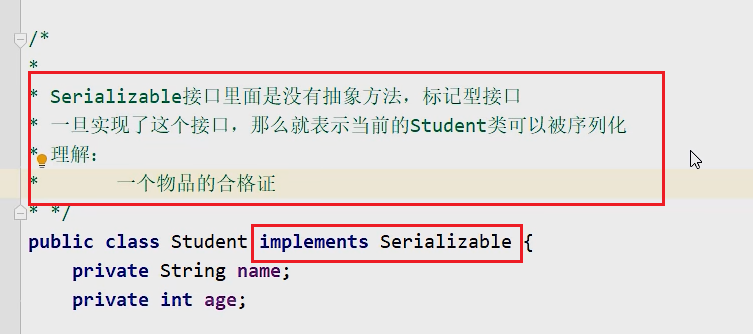 /*
*
* Serializable接口里面是没有抽象方法，标记型接口
* 一旦实现了这个接口，那么就表示当前的Student类可以被序列化
* 理解：
*       一个物品的合格证
* */
public class Student implements Serializable {
    private String name;
    private int age;